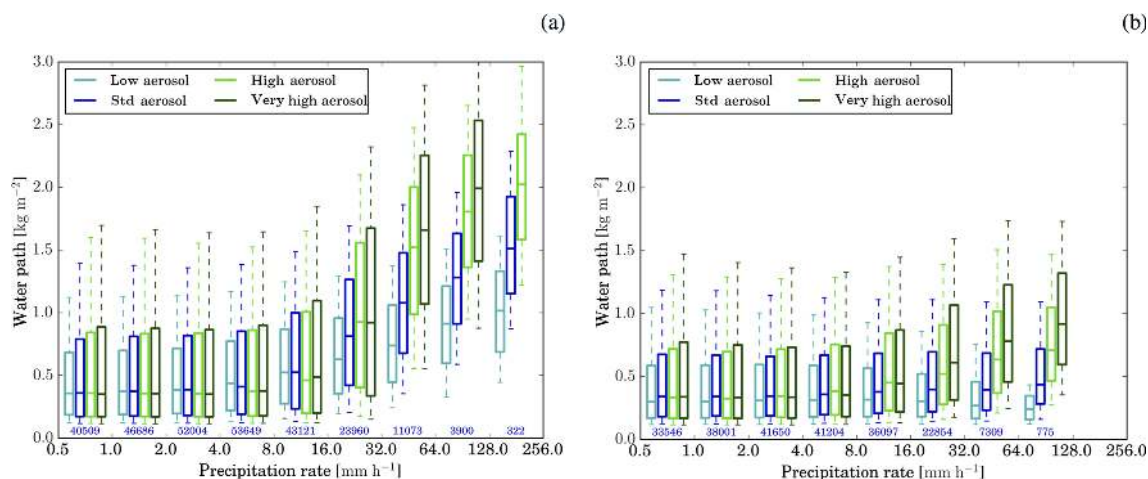 (a)
3.0
2.5
2.0
1.5
1.0
0.5
0.0
Water path [kg m⁻²]
Low aerosol High aerosol
Std aerosol Very high aerosol
40509 46686 52004 53649 43121 23960 11073 3900 322
0.5 1.0 2.0 4.0 8.0 16.0 32.0 64.0 128.0 256.0
Precipitation rate [mm h⁻¹]
(b)
3.0
2.5
2.0
1.5
1.0
0.5
0.0
Water path [kg m⁻²]
Low aerosol High aerosol
Std aerosol Very high aerosol
33546 38001 41650 41204 36097 22854 7309 775
0.5 1.0 2.0 4.0 8.0 16.0 32.0 64.0 128.0 256.0
Precipitation rate [mm h⁻¹]